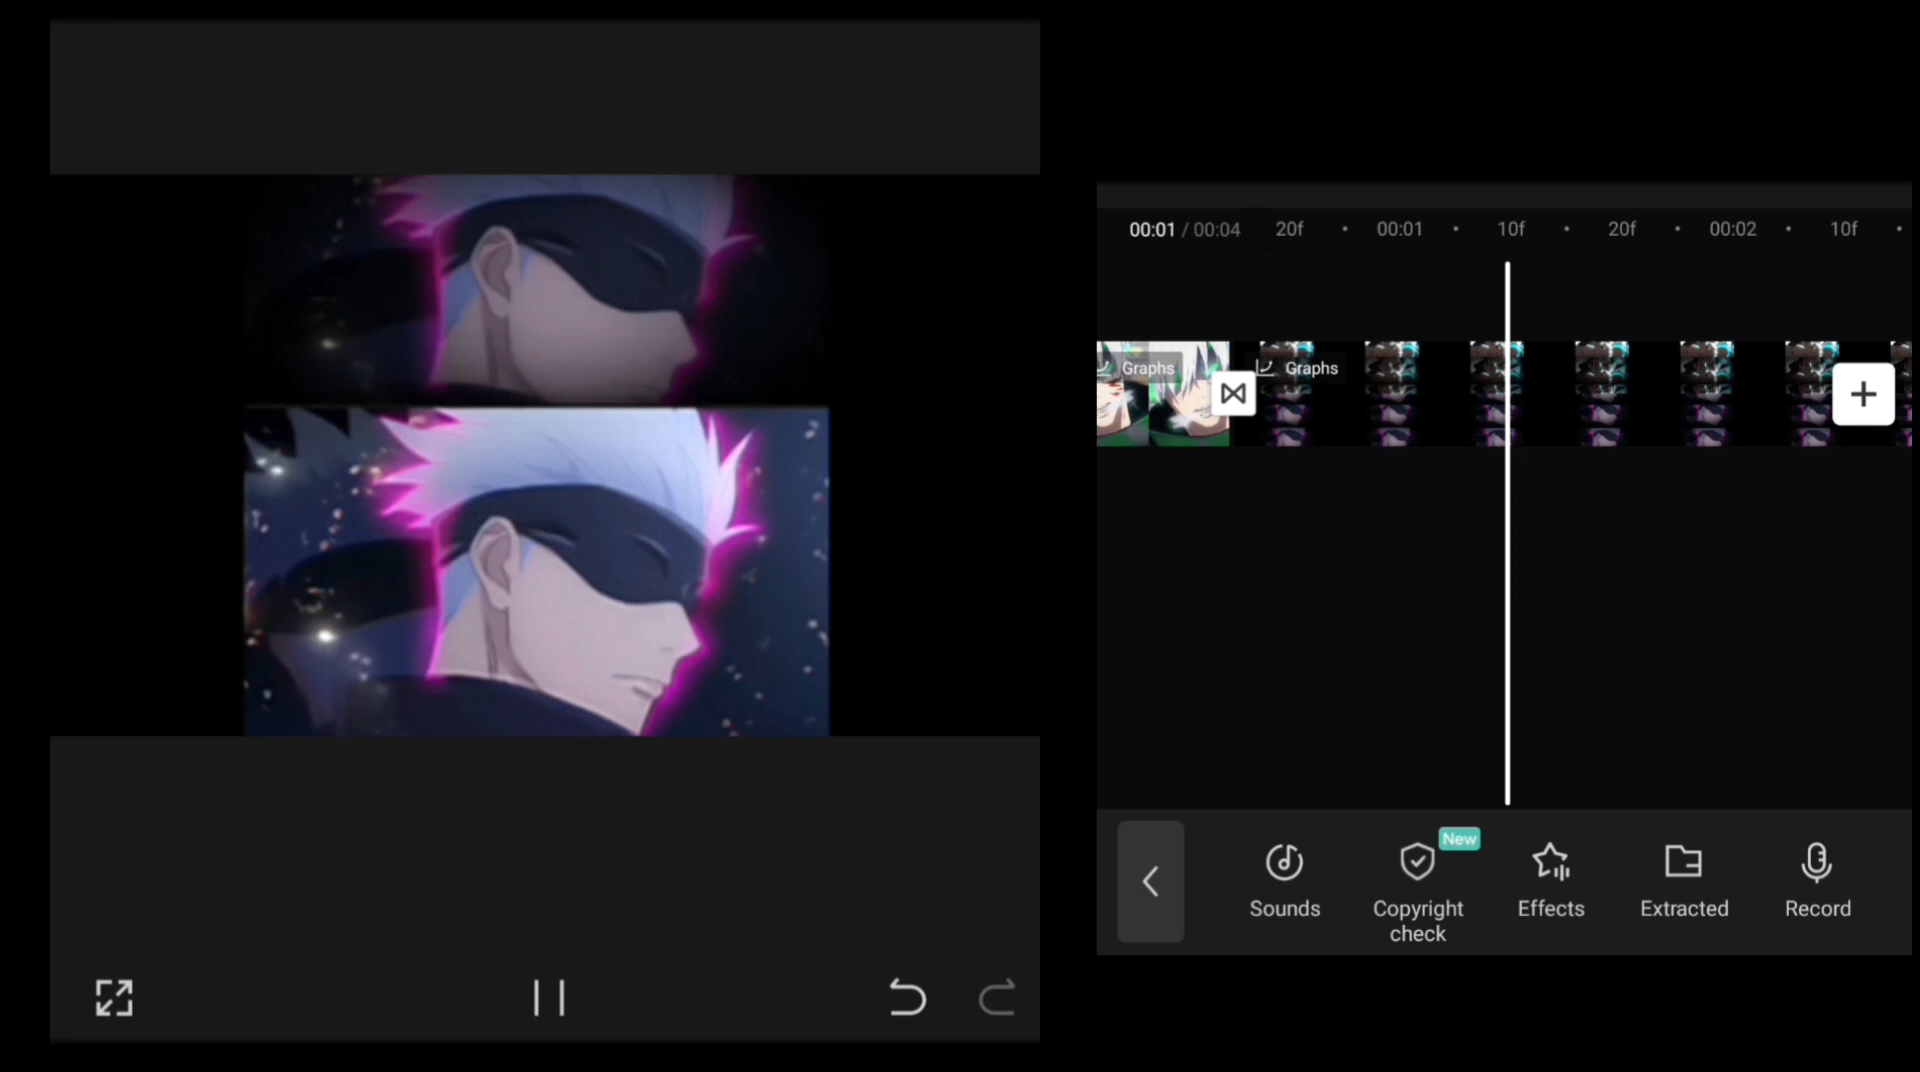 00:01 / 00:04 20f 00:01 10f 20f 00:02 10f
Graphs
Graphs
New
Sounds
Copyright
check
Effects
Extracted
Record